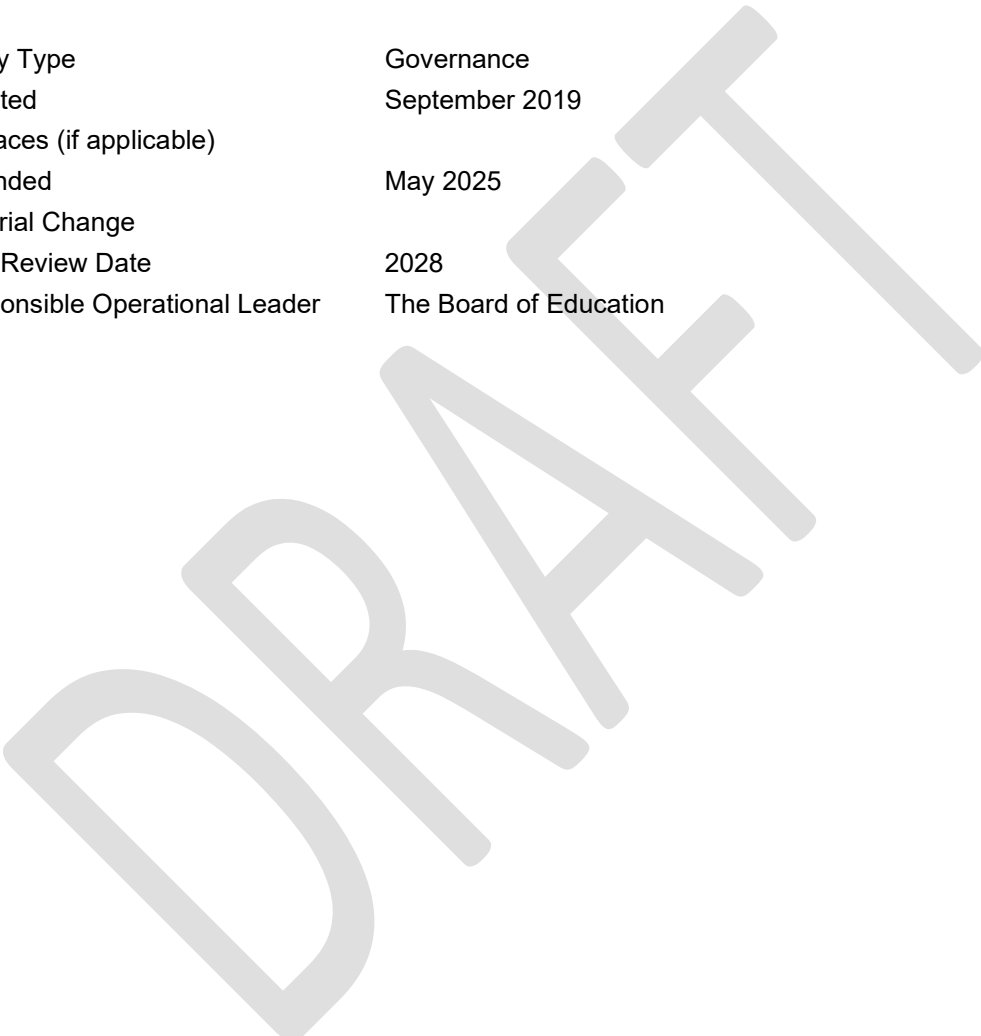 y Type Governance
ted September 2019
aces (if applicable)
nded May 2025
rial Change
Review Date 2028
onsible Operational Leader The Board of Education
DRAFT